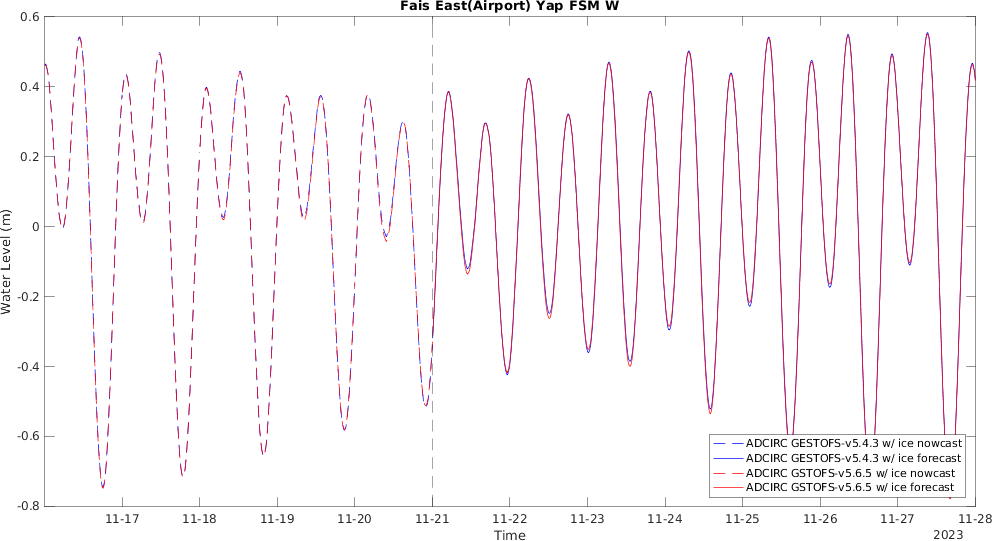 Fais East(Airport) Yap FSM W
0.6
0.4
0.2
0
-0.2
-0.4
-0.6
-0.8
Water Level (m)
ADCIRC GESTOFS-v5.4.3 w/ ice nowcast
ADCIRC GESTOFS-v5.4.3 w/ ice forecast
ADCIRC GSTOFS-v5.6.5 w/ ice nowcast
ADCIRC GSTOFS-v5.6.5 w/ ice forecast
11-17 11-18 11-19 11-20 11-21 11-22 11-23 11-24 11-25 11-26 11-27 11-28
Time
2023